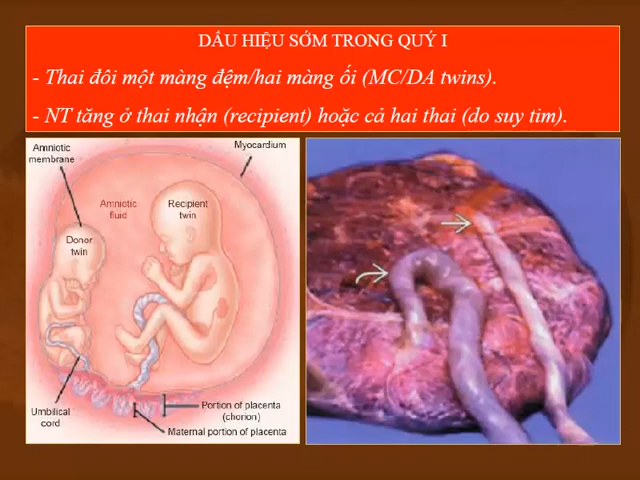 DẤU HIỆU SỚM TRONG QUÝ I
- Thai đôi một màng đệm/hai màng ối (MC/DA twins).
- NT tăng ở thai nhận (recipient) hoặc cả hai thai (do suy tim).
Amniotic
membrane
Myocardium
Amniotic
fluid
Recipient
twin
Donor
twin
Umbilical
cord
Portion of placenta
(chorion)
Maternal portion of placenta